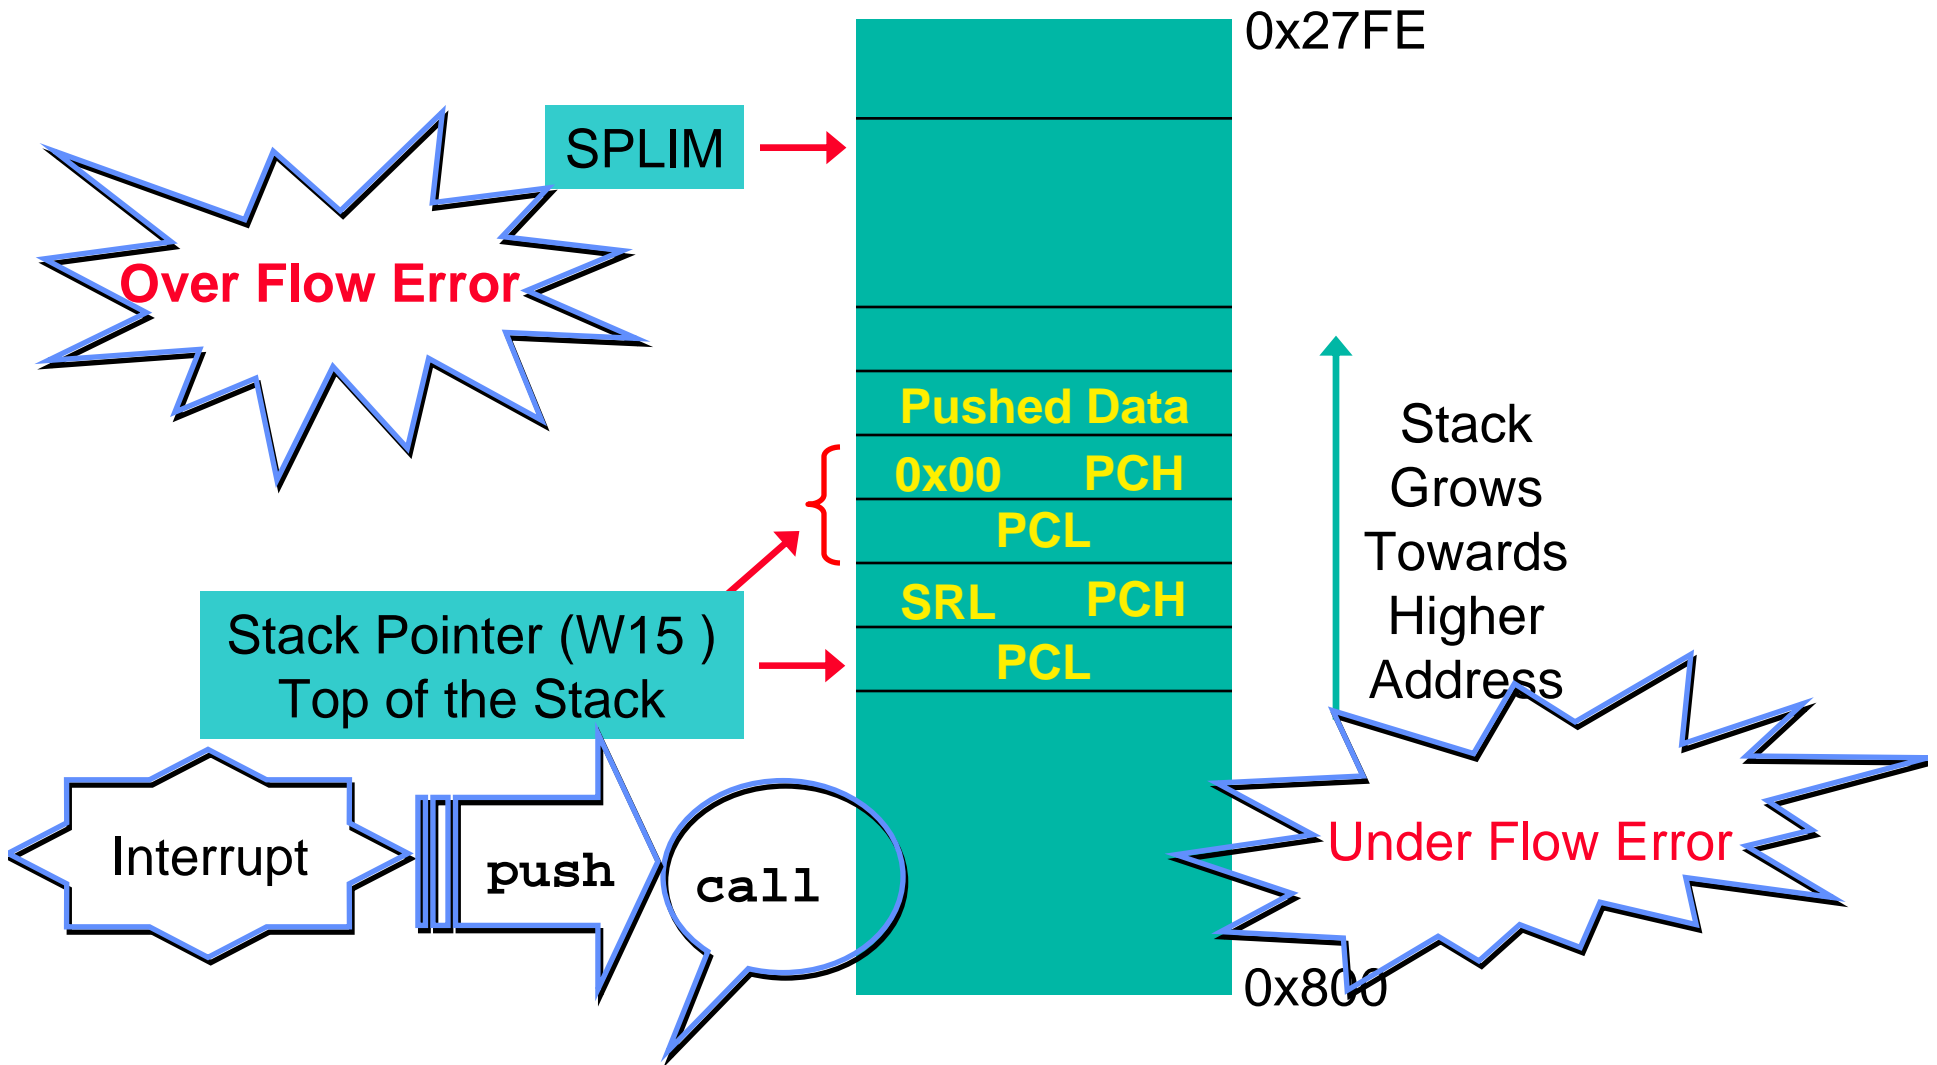 0x27FE
SPLIM
Over Flow Error
Pushed Data
0x00 PCH
PCL
SRL PCH
PCL
Stack
Grows
Towards
Higher
Address
Stack Pointer (W15 )
Top of the Stack
Interrupt
push
call
Under Flow Error
0x800